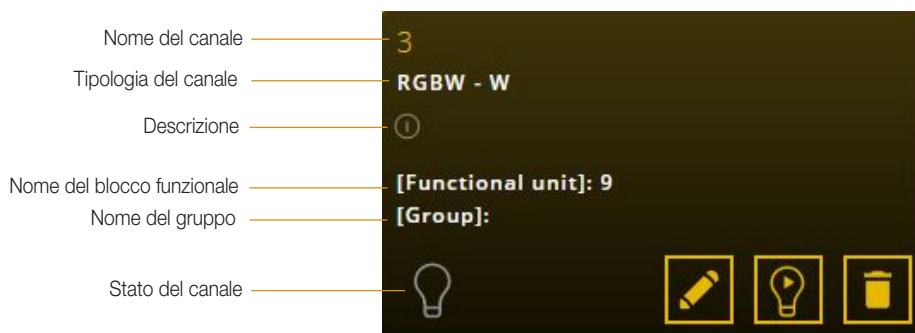 Nome del canale
3
Tipologia del canale
RGBW - W
Descrizione
Nome del blocco funzionale
[Functional unit]: 9
Nome del gruppo
[Group]:
Stato del canale